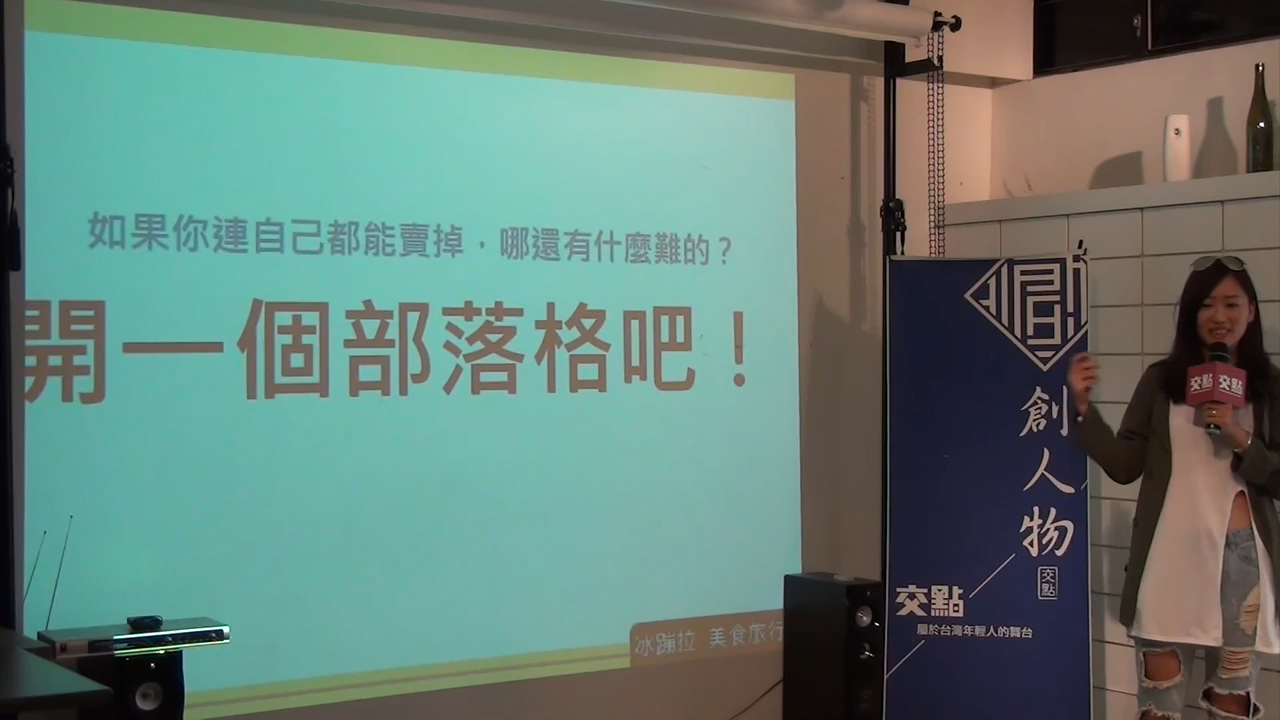 如果你連自己都能賣掉，哪還有什麼難的？
開一個部落格吧！
冰蹦拉 美食旅行
創人物
交點
交點
屬於台灣年輕人的舞台
交點 交點